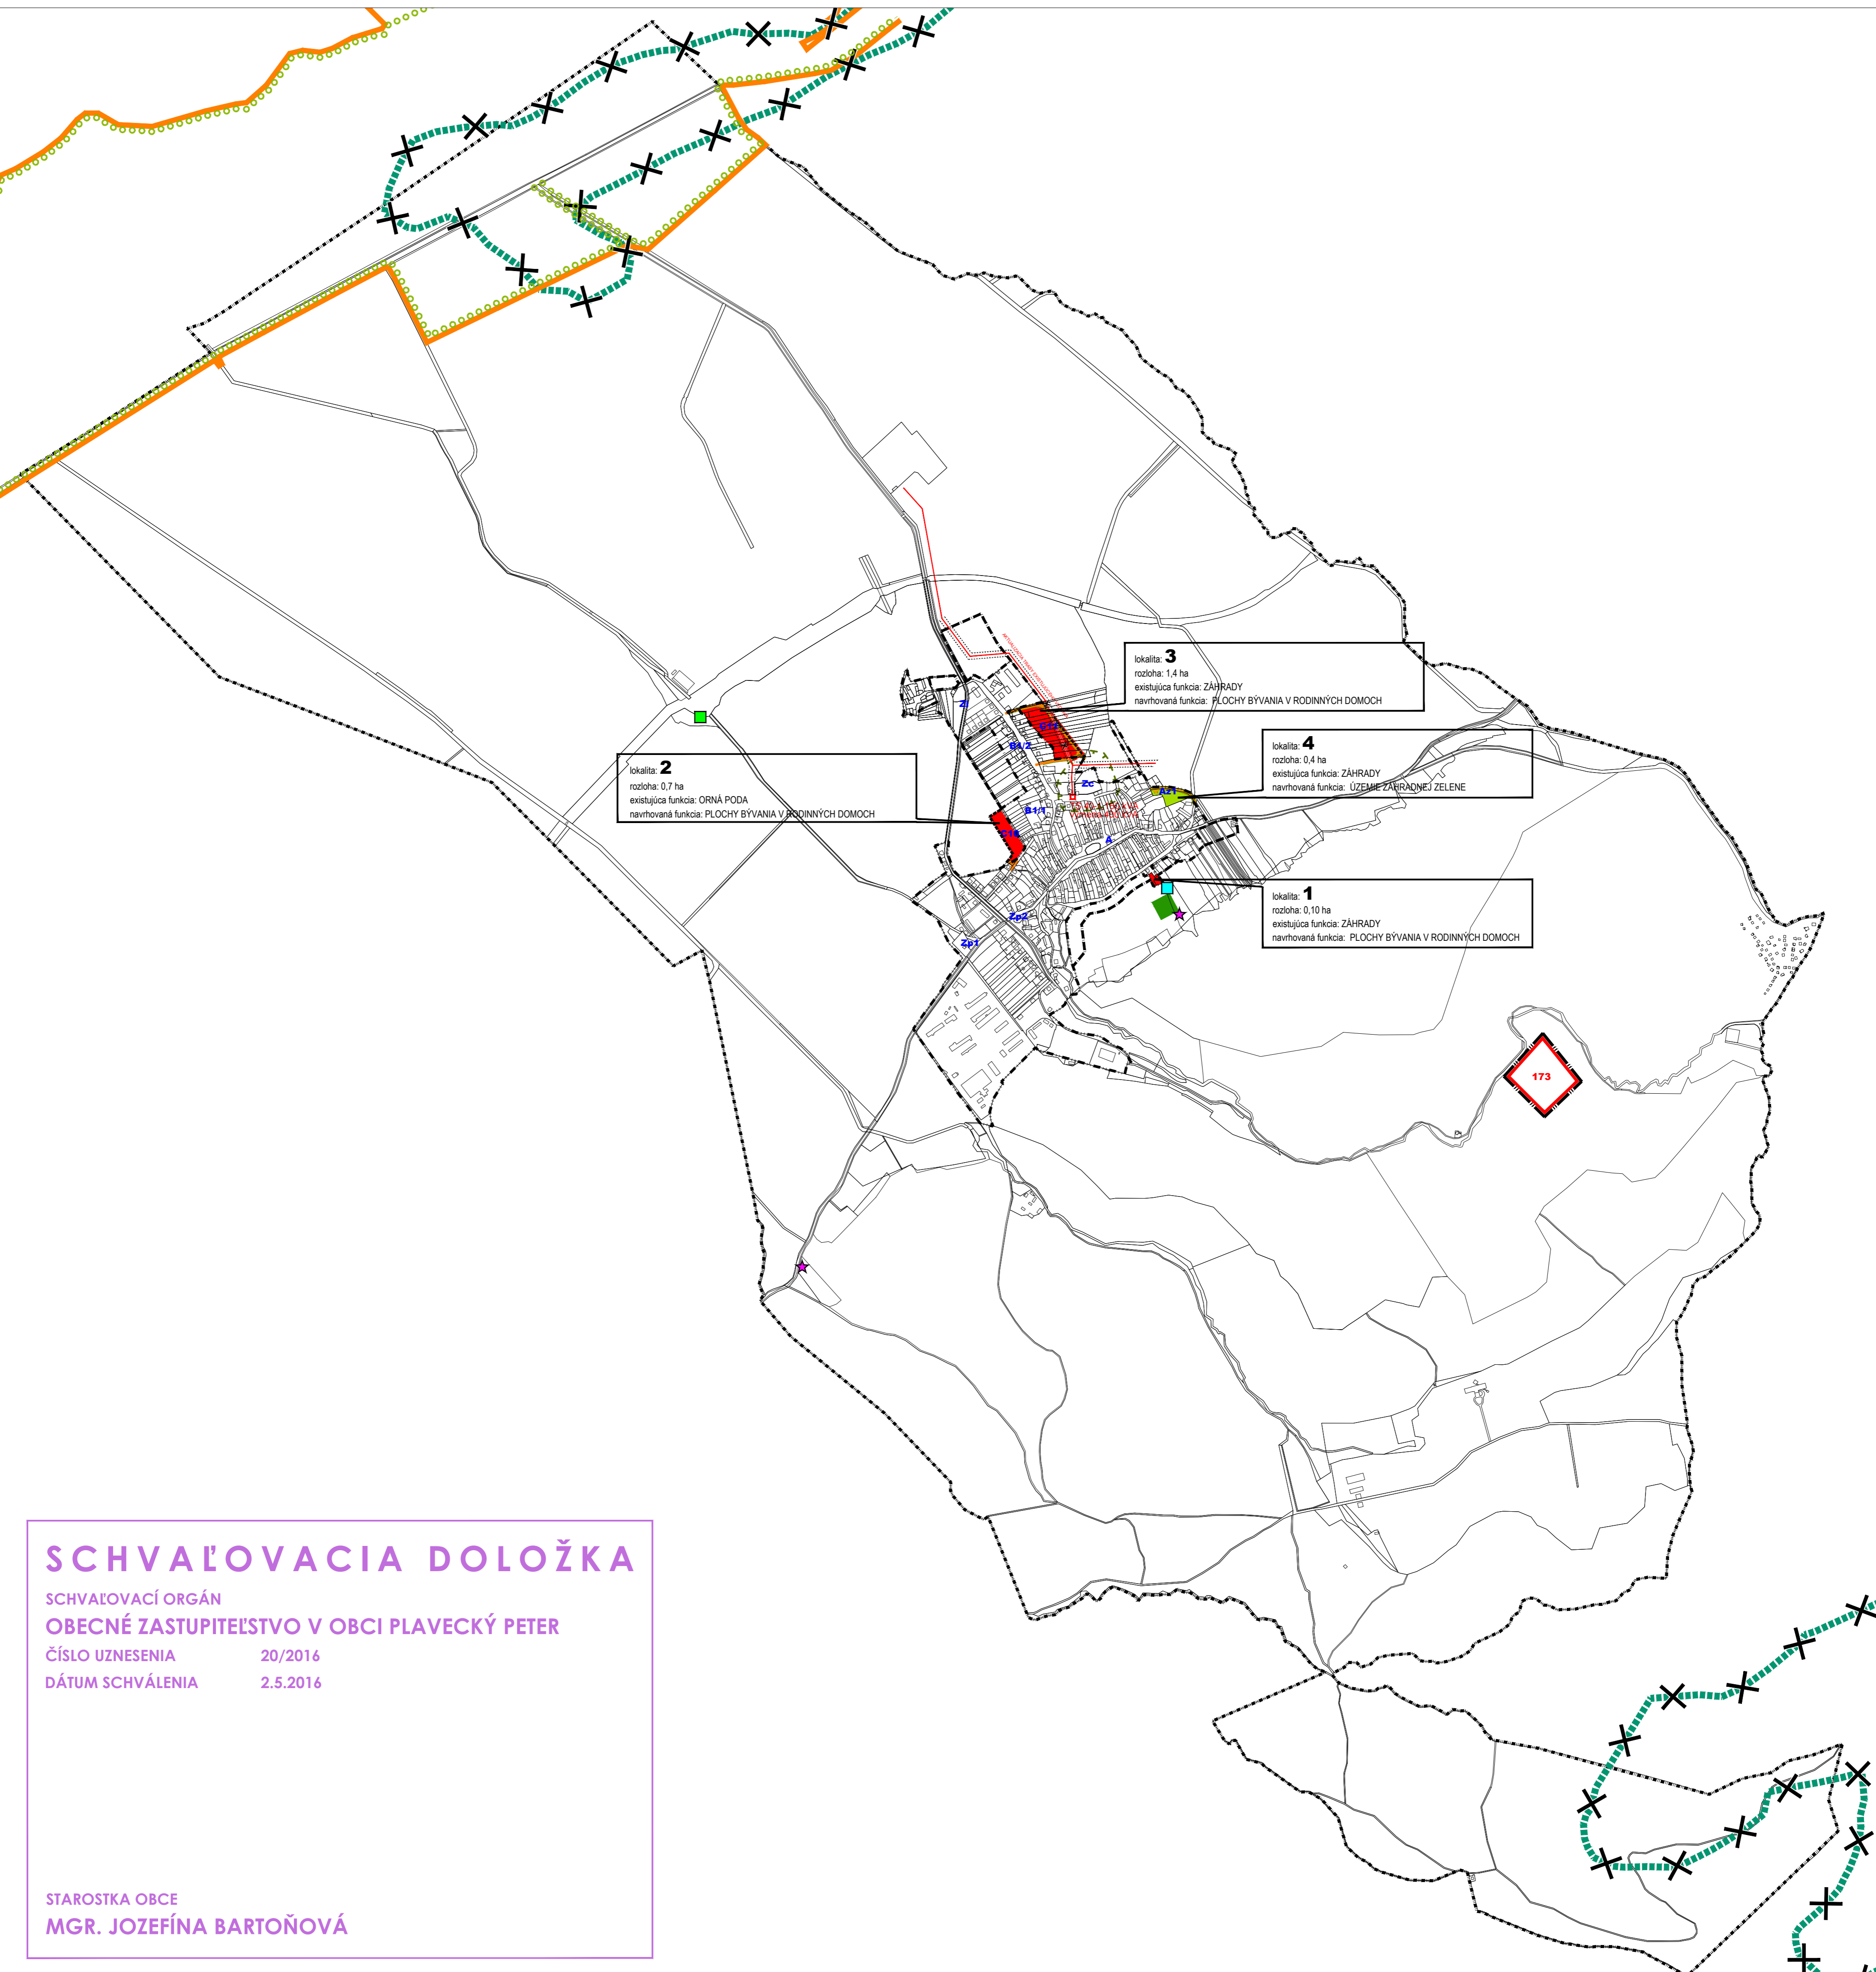 lokalita: 3
rozloha: 1,4 ha
existujúca funkcia: ZÁHRADY
navrhovaná funkcia: PLOCHY BÝVANIA V RODINNÝCH DOMOCH
lokalita: 4
rozloha: 0,4 ha
existujúca funkcia: ZÁHRADY
navrhovaná funkcia: ÚZEMIE ZÁHRADNEJ ZELENE
lokalita: 2
rozloha: 0,7 ha
existujúca funkcia: ORNÁ PODA
navrhovaná funkcia: PLOCHY BÝVANIA V RODINNÝCH DOMOCH
lokalita: 1
rozloha: 0,10 ha
existujúca funkcia: ZÁHRADY
navrhovaná funkcia: PLOCHY BÝVANIA V RODINNÝCH DOMOCH
B1/2
Zc
Az1
B1/1
A
Zp2
Zp1
173
SCHVAĽOVACIA DOLOŽKA
SCHVAĽOVACÍ ORGÁN
OBECNÉ ZASTUPITEĽSTVO V OBCI PLAVECKÝ PETER
ČÍSLO UZNESENIA 20/2016
DÁTUM SCHVÁLENIA 2.5.2016
STAROSTKA OBCE
MGR. JOZEFÍNA BARTOŇOVÁ